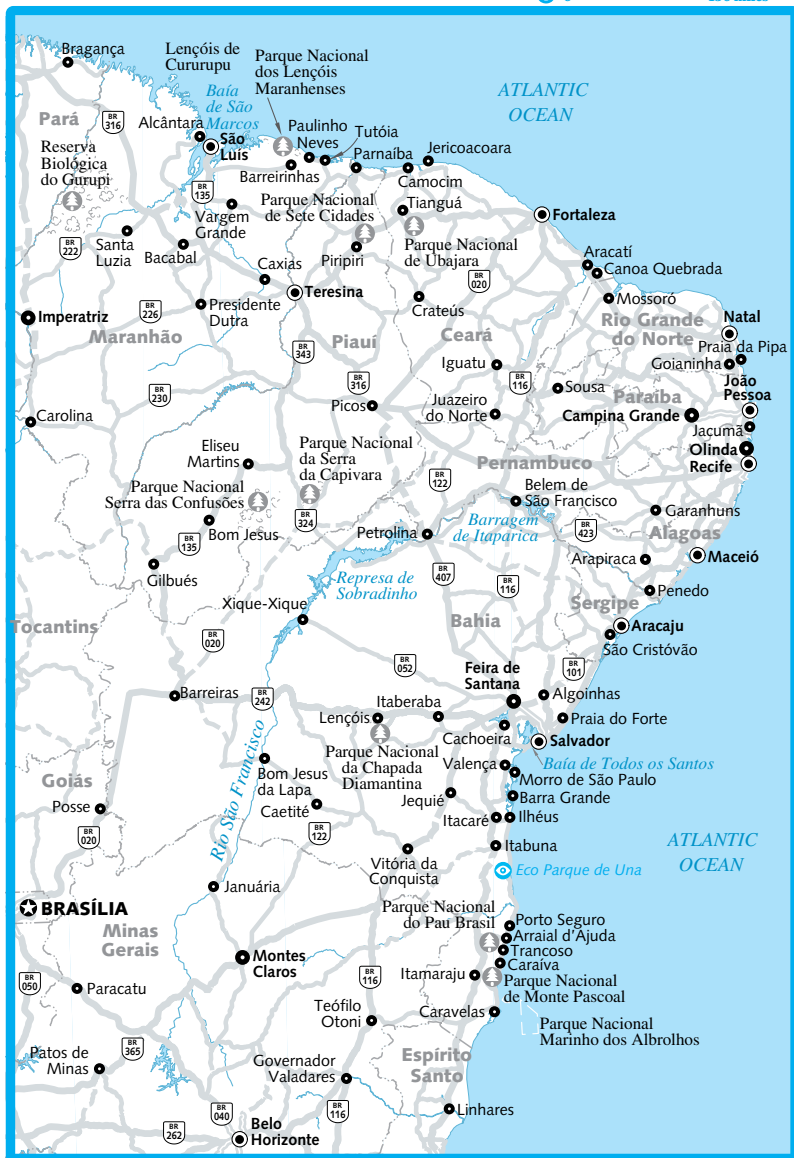 Bragança
Lençóis de
Cururupu
Parque Nacional
dos Lençóis
Maranhenses
ATLANTIC
OCEAN
Baía
de São
Marcos
Pará
BR
316
Alcântara
São
Luís
Paulinho
Neves
Tutóia
Jericoacoara
Parnaíba
Reserva
Biológica
do Gurupi
Barreirinhas
Camocim
BR
135
Vargem
Grande
Parque Nacional
de Sete Cidades
Tianguá
Fortaleza
BR
222
Santa
Luzia
Bacabal
Piripiri
Parque Nacional
de Ubajara
Aracatí
Canoa Quebrada
Caxias
BR
020
Teresina
Crateús
Mossoró
Imperatriz
BR
226
Presidente
Dutra
Maranhão
Piauí
Ceará
Rio Grande
do Norte
Natal
Praia da Pipa
Goianinha
BR
343
Iguatu
BR
230
BR
316
BR
116
Sousa
João
Pessoa
Paraíba
Picos
Juazeiro
do Norte
Campina Grande
Carolina
Jacumã
Eliseu
Martins
Parque Nacional
da Serra
da Capivara
Olinda
Recife
Pernambuco
BR
122
Parque Nacional
Serra das Confusões
Belem de
São Francisco
Garanhuns
BR
324
Barragem
de Itaparica
BR
423
Alagoas
Bom Jesus
BR
135
Petrolina
Maceió
Gilbués
Arapiraca
Represa de
Sobradinho
BR
407
BR
116
Penedo
Xique-Xique
Sergipe
Tocantins
Bahia
Aracaju
BR
020
São Cristóvão
BR
052
BR
101
Feira de
Santana
Barreiras
BR
242
Itaberaba
Algoinhas
Lençóis
Praia do Forte
Cachoeira
Salvador
Rio São Francisco
Parque Nacional
da Chapada
Diamantina
Valença
Baía de Todos os Santos
Morro de São Paulo
Goiás
Bom Jesus
da Lapa
Jequié
Barra Grande
Posse
Caetité
Itacaré
Ilhéus
BR
020
BR
122
Itabuna
ATLANTIC
OCEAN
Vitória da
Conquista
Eco Parque de Una
Januária
BRASÍLIA
Parque Nacional
do Pau Brasil
Porto Seguro
Minas
Gerais
Arraial d'Ajuda
Trancoso
Montes
Claros
Caraíva
BR
050
BR
116
Itamaraju
Parque Nacional
de Monte Pascoal
Paracatu
Teófilo
Otoni
Caravelas
Parque Nacional
Marinho dos Albrolhos
BR
365
Patos de
Minas
Governador
Valadares
Espírito
Santo
BR
040
BR
116
Linhares
BR
262
Belo
Horizonte